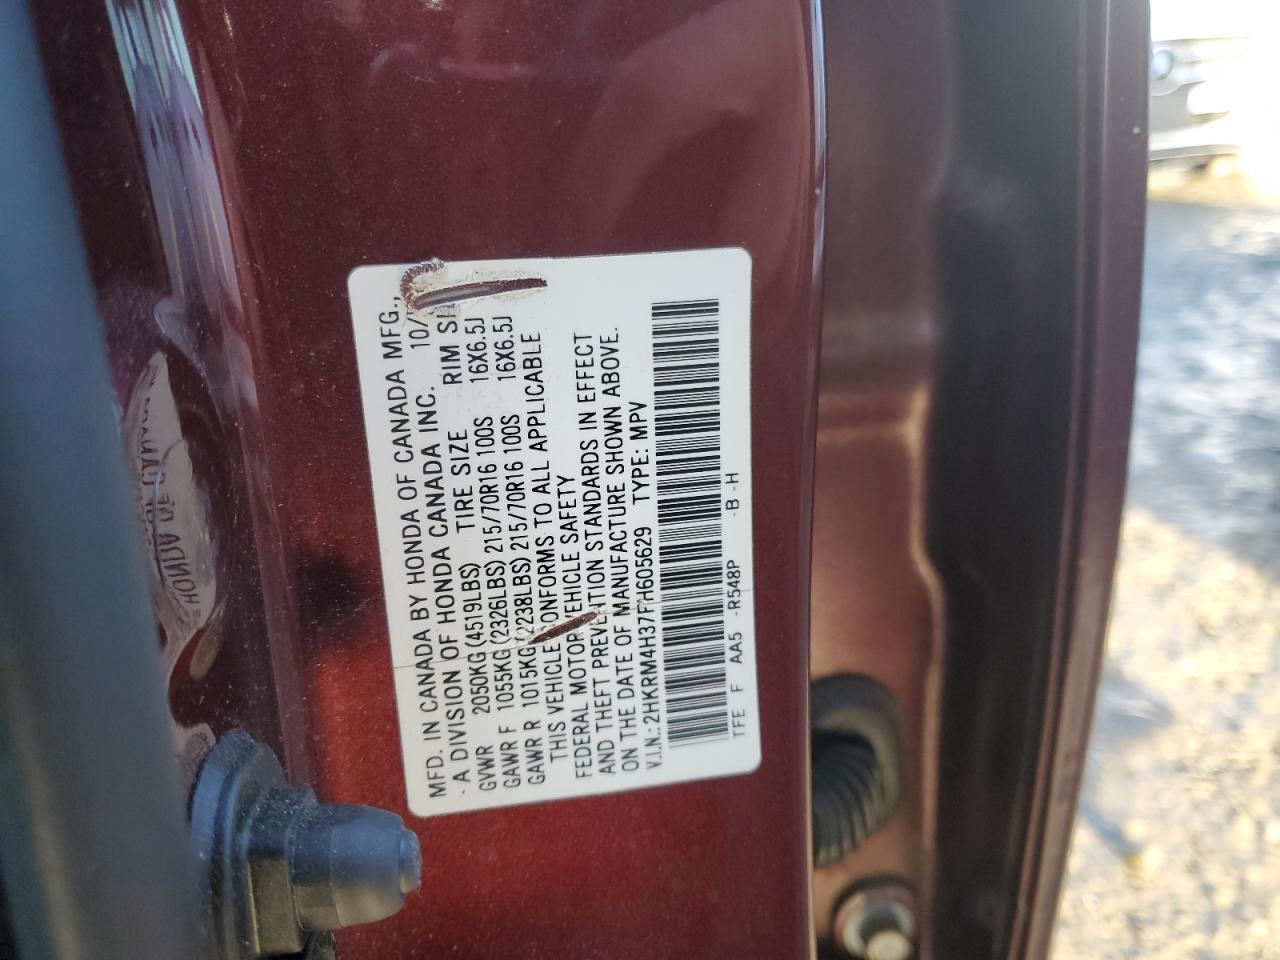 MFD. IN CANADA BY HONDA OF CANADA MFG.,
- A DIVISION OF HONDA CANADA INC. 10/
GVWR 2050KG(4519LBS) TIRE SIZE RIM
GAWR F 1055KG(2326LBS) 215/70R16 100S 16X6.5J
GAWR R 1015KG(2238LBS) 215/70R16 100S 16X6.5J
THIS VEHICLE CONFORMS TO ALL APPLICABLE
FEDERAL MOTOR VEHICLE SAFETY
AND THEFT PREVENTION STANDARDS IN EFFECT
ON THE DATE OF MANUFACTURE SHOWN ABOVE.
V.I.N.:2HKRM4H37FH605629 TYPE: MPV
TFE F AA5 -R548P -B -H